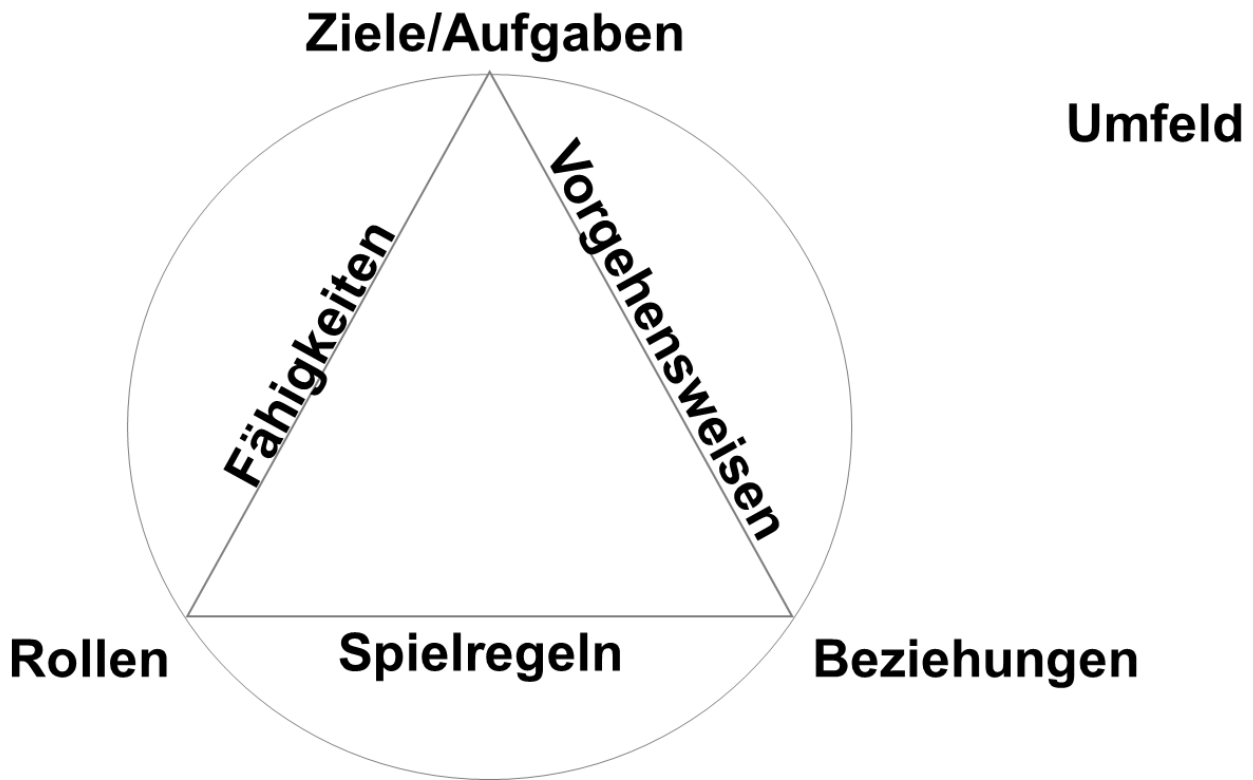 Ziele/Aufgaben
Umfeld
Fähigkeiten
Vorgehensweisen
Rollen
Spielregeln
Beziehungen